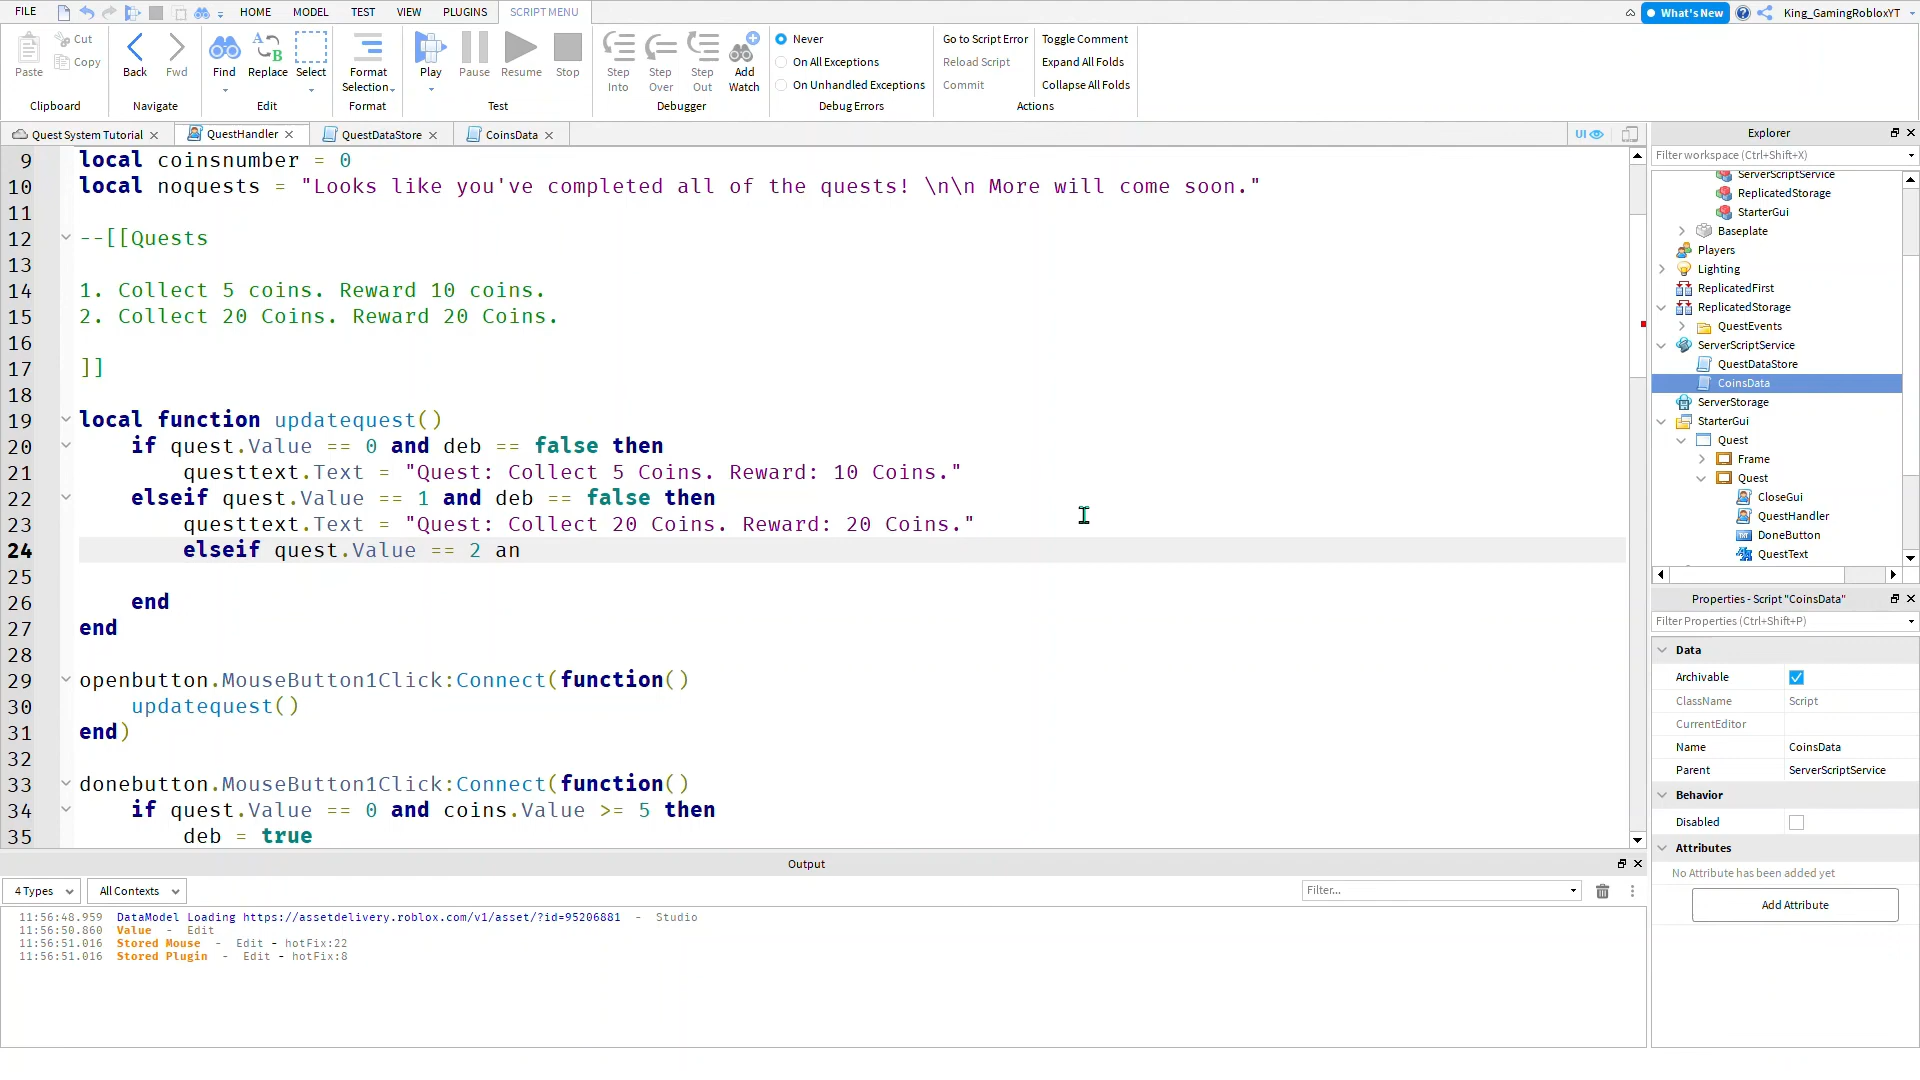 FILE HOME MODEL TEST VIEW PLUGINS SCRIPT MENU What's New King_GamingRobloxYT
Paste Cut Copy Clipboard
Back Fwd Navigate
Find Replace Select Edit
Format Selection Format
Play Pause Resume Stop Test
Step Into Step Over Step Out Add Watch Debugger
Never
On All Exceptions
On Unhandled Exceptions
Debug Errors
Go to Script Error Toggle Comment
Reload Script Expand All Folds
Commit Collapse All Folds
Actions
Quest System Tutorial QuestHandler QuestDataStore CoinsData UI
9 local coinsnumber = 0
10 local noquests = "Looks like you've completed all of the quests! \n\n More will come soon."
11
12 --[[Quests
13
14 1. Collect 5 coins. Reward 10 coins.
15 2. Collect 20 Coins. Reward 20 Coins.
16
17 ]]
18
19 local function updatequest()
20 if quest.Value == 0 and deb == false then
21 questtext.Text = "Quest: Collect 5 Coins. Reward: 10 Coins."
22 elseif quest.Value == 1 and deb == false then
23 questtext.Text = "Quest: Collect 20 Coins. Reward: 20 Coins."
24 elseif quest.Value == 2 an
25
26 end
27 end
28
29 openbutton.MouseButton1Click:Connect(function()
30 updatequest()
31 end)
32
33 donebutton.MouseButton1Click:Connect(function()
34 if quest.Value == 0 and coins.Value >= 5 then
35 deb = true
Explorer
Filter workspace (Ctrl+Shift+X)
ServerScriptService
ReplicatedStorage
StarterGui
Baseplate
Players
Lighting
ReplicatedFirst
ReplicatedStorage
QuestEvents
ServerScriptService
QuestDataStore
CoinsData
ServerStorage
StarterGui
Quest
Frame
Quest
CloseGui
QuestHandler
DoneButton
QuestText
Properties - Script "CoinsData"
Filter Properties (Ctrl+Shift+P)
Data
Archivable
ClassName Script
CurrentEditor
Name CoinsData
Parent ServerScriptService
Behavior
Disabled
Attributes
No Attribute has been added yet
Add Attribute
Output
4 Types All Contexts Filter...
11:56:48.959 DataModel Loading https://assetdelivery.roblox.com/v1/asset/?id=95206881 - Studio
11:56:50.860 Value - Edit
11:56:51.016 Stored Mouse - Edit - hotFix:22
11:56:51.016 Stored Plugin - Edit - hotFix:8